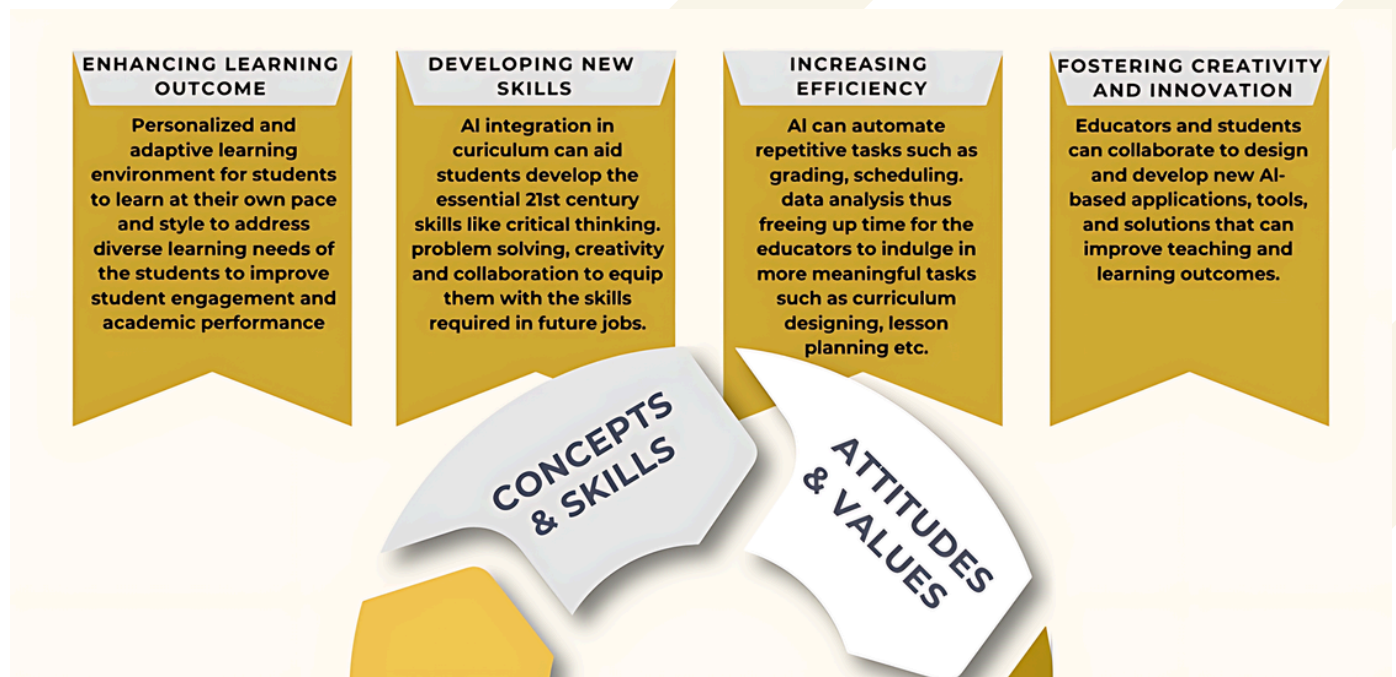 ENHANCING LEARNING
OUTCOME
Personalized and
adaptive learning
environment for students
to learn at their own pace
and style to address
diverse learning needs of
the students to improve
student engagement and
academic performance
DEVELOPING NEW
SKILLS
AI integration in
curiculum can aid
students develop the
essential 21st century
skills like critical thinking.
problem solving, creativity
and collaboration to equip
them with the skills
required in future jobs.
INCREASING
EFFICIENCY
AI can automate
repetitive tasks such as
grading, scheduling.
data analysis thus
freeing up time for the
educators to indulge in
more meaningful tasks
such as curriculum
designing, lesson
planning etc.
FOSTERING CREATIVITY
AND INNOVATION
Educators and students
can collaborate to design
and develop new AI-
based applications, tools,
and solutions that can
improve teaching and
learning outcomes.
CONCEPTS
& SKILLS
ATTITUDES
& VALUES